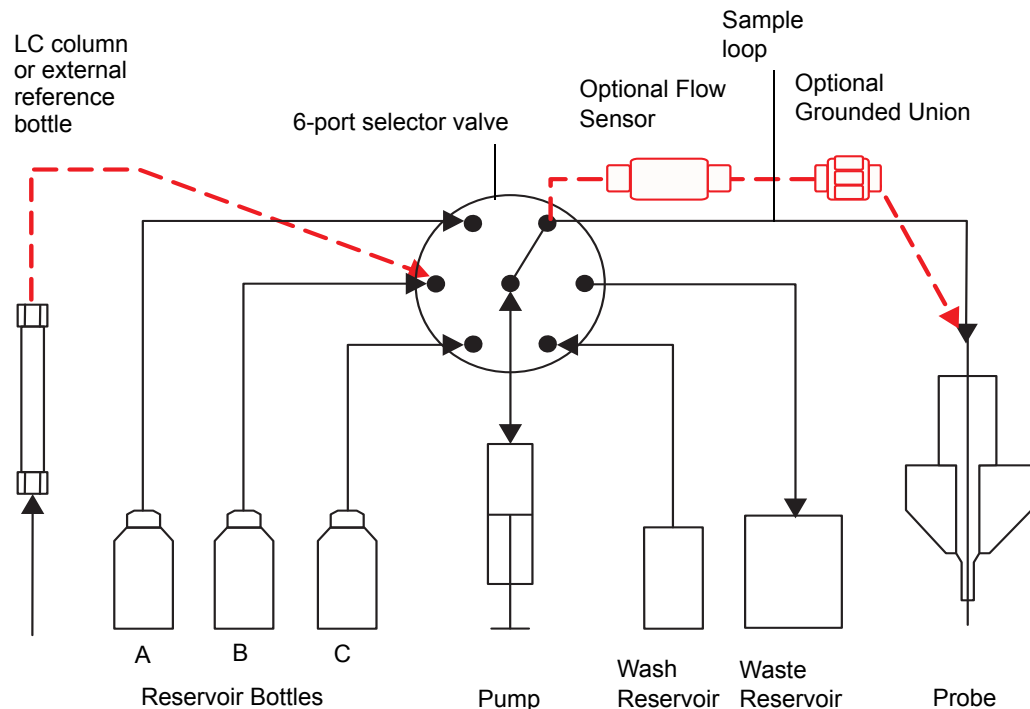 LC column
or external
reference
bottle
6-port selector valve
Optional Flow
Sensor
Sample
loop
Optional
Grounded Union
A
B
C
Reservoir Bottles
Pump
Wash
Reservoir
Waste
Reservoir
Probe